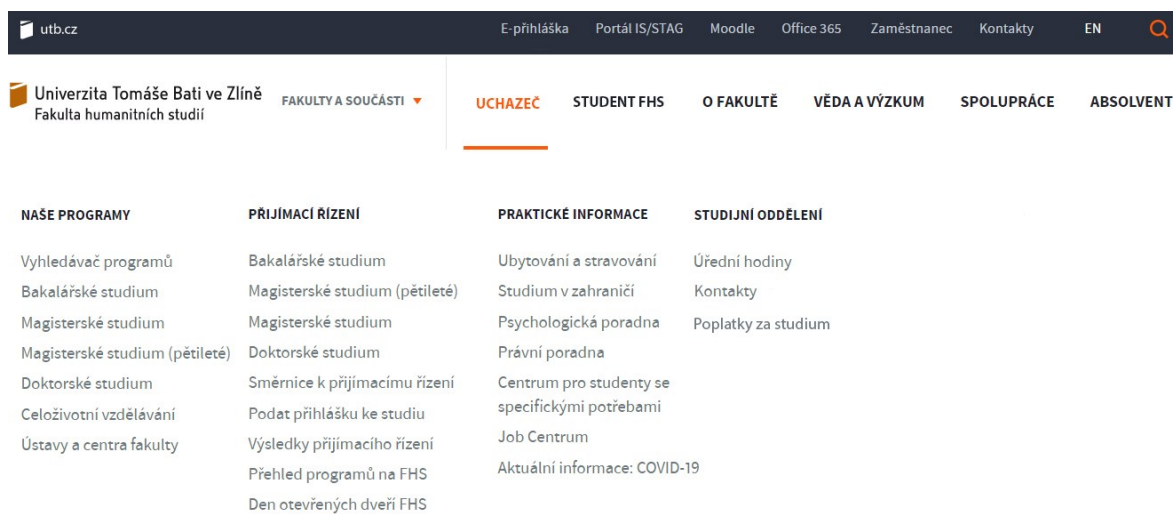 utb.cz
E-přihláška Portál IS/STAG Moodle Office 365 Zaměstnanec Kontakty EN
Univerzita Tomáše Bati ve Zlíně
Fakulta humanitních studií
FAKULTY A SOUČÁSTI
UCHAZEČ STUDENT FHS O FAKULTĚ VĚDA A VÝZKUM SPOLUPRÁCE ABSOLVENT
NAŠE PROGRAMY
Vyhledávač programů
Bakalářské studium
Magisterské studium
Magisterské studium (pětileté)
Doktorské studium
Celoživotní vzdělávání
Ústavy a centra fakulty
PŘIJÍMACÍ ŘÍZENÍ
Bakalářské studium
Magisterské studium (pětileté)
Magisterské studium
Doktorské studium
Směrnice k přijímacímu řízení
Podat přihlášku ke studiu
Výsledky přijímacího řízení
Přehled programů na FHS
Den otevřených dveří FHS
PRAKTICKÉ INFORMACE
Ubytování a stravování
Studium v zahraničí
Psychologická poradna
Právní poradna
Centrum pro studenty se
specifickými potřebami
Job Centrum
Aktuální informace: COVID-19
STUDIJNÍ ODDĚLENÍ
Úřední hodiny
Kontakty
Poplatky za studium